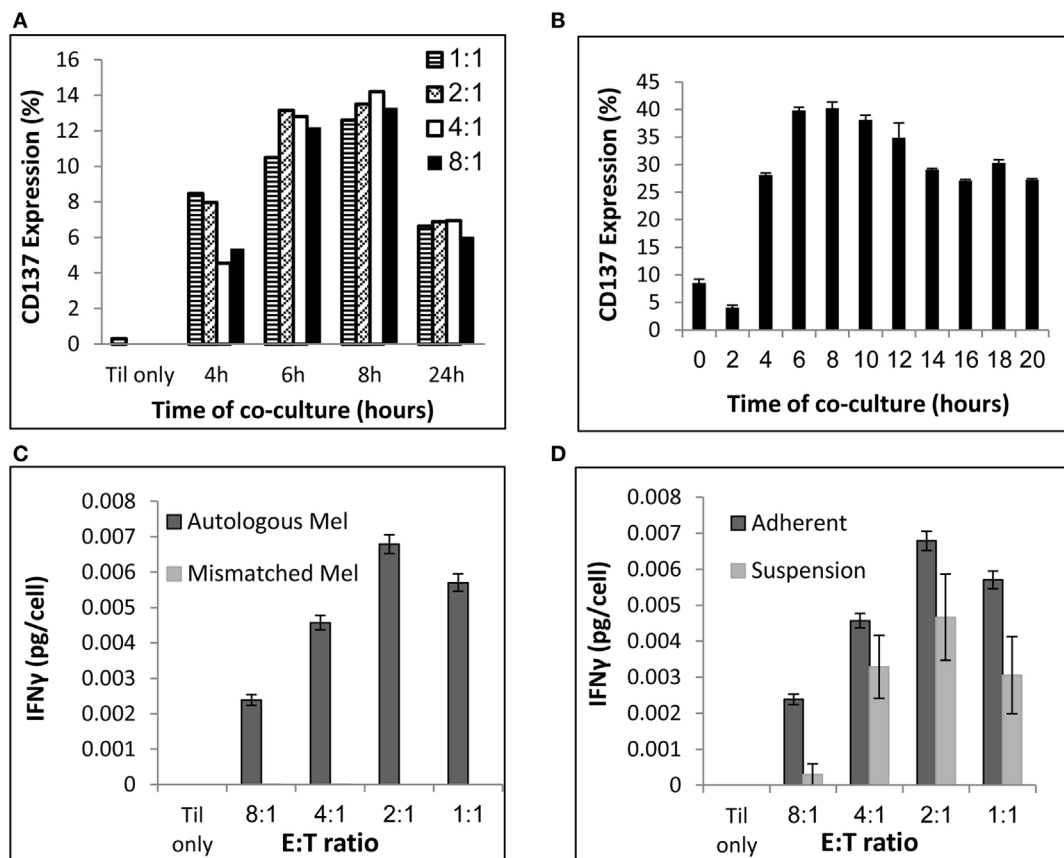 A
CD137 Expression (%)
16
14
12
10
8
6
4
2
0
1:1
2:1
4:1
8:1
Til only 4h 6h 8h 24h
Time of co-culture (hours)
B
CD137 Expression (%)
45
40
35
30
25
20
15
10
5
0
0 2 4 6 8 10 12 14 16 18 20
Time of co-culture (hours)
C
IFNγ (pg/cell)
0.008
0.007
0.006
0.005
0.004
0.003
0.002
0.001
0
Autologous Mel
Mismatched Mel
Til only 8:1 4:1 2:1 1:1
E:T ratio
D
IFNγ (pg/cell)
0.008
0.007
0.006
0.005
0.004
0.003
0.002
0.001
0
Adherent
Suspension
Til only 8:1 4:1 2:1 1:1
E:T ratio